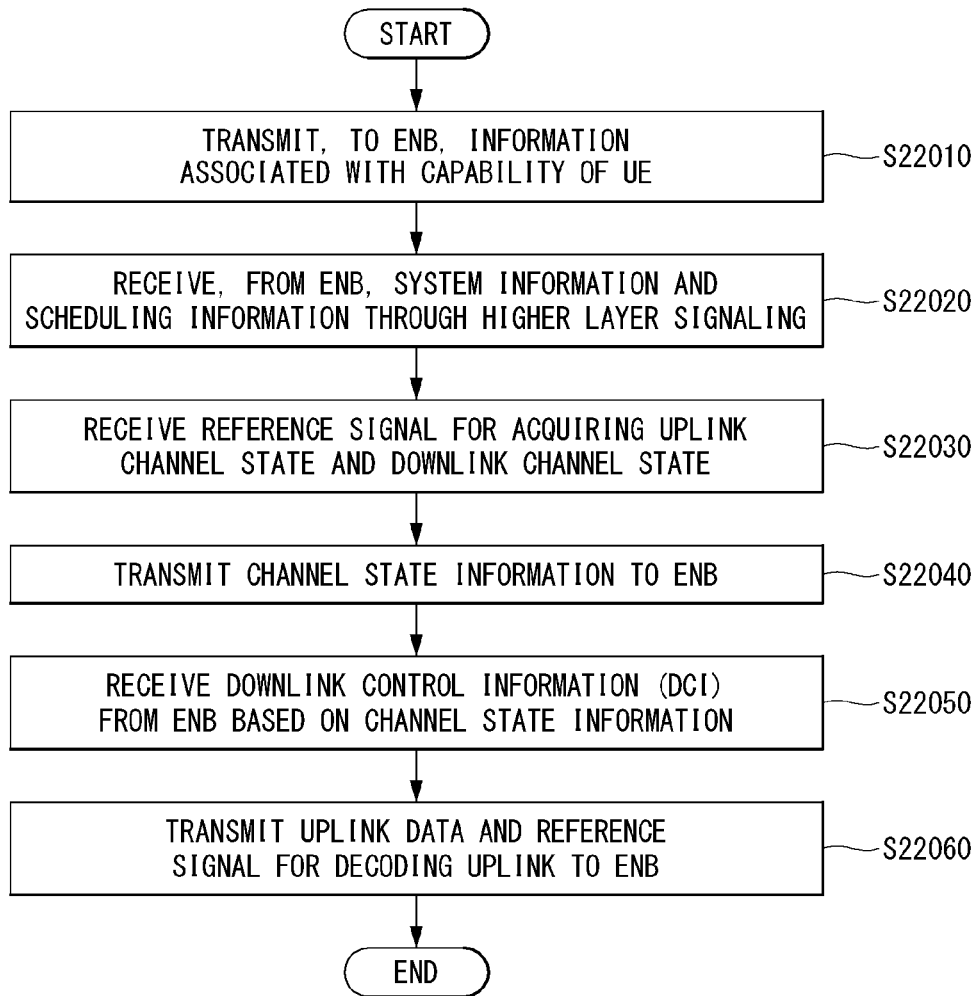 START
TRANSMIT, TO ENB, INFORMATION
ASSOCIATED WITH CAPABILITY OF UE
S22010
RECEIVE, FROM ENB, SYSTEM INFORMATION AND
SCHEDULING INFORMATION THROUGH HIGHER LAYER SIGNALING
S22020
RECEIVE REFERENCE SIGNAL FOR ACQUIRING UPLINK
CHANNEL STATE AND DOWNLINK CHANNEL STATE
S22030
TRANSMIT CHANNEL STATE INFORMATION TO ENB
S22040
RECEIVE DOWNLINK CONTROL INFORMATION (DCI)
FROM ENB BASED ON CHANNEL STATE INFORMATION
S22050
TRANSMIT UPLINK DATA AND REFERENCE
SIGNAL FOR DECODING UPLINK TO ENB
S22060
END